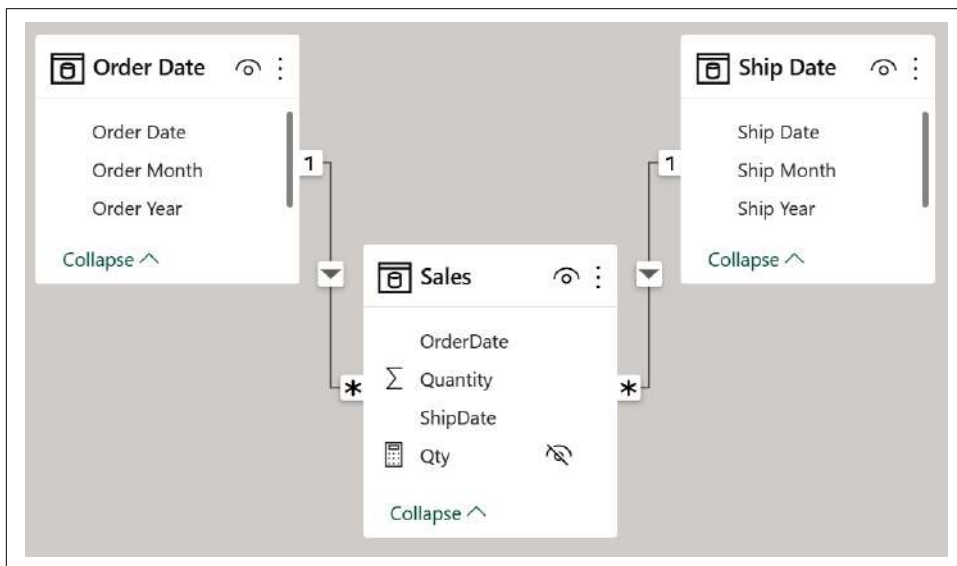 Order Date
Order Date
Order Month
Order Year
Collapse
1
Ship Date
Ship Date
Ship Month
Ship Year
Collapse
1
Sales
OrderDate
Σ Quantity
ShipDate
Qty
Collapse
*
*